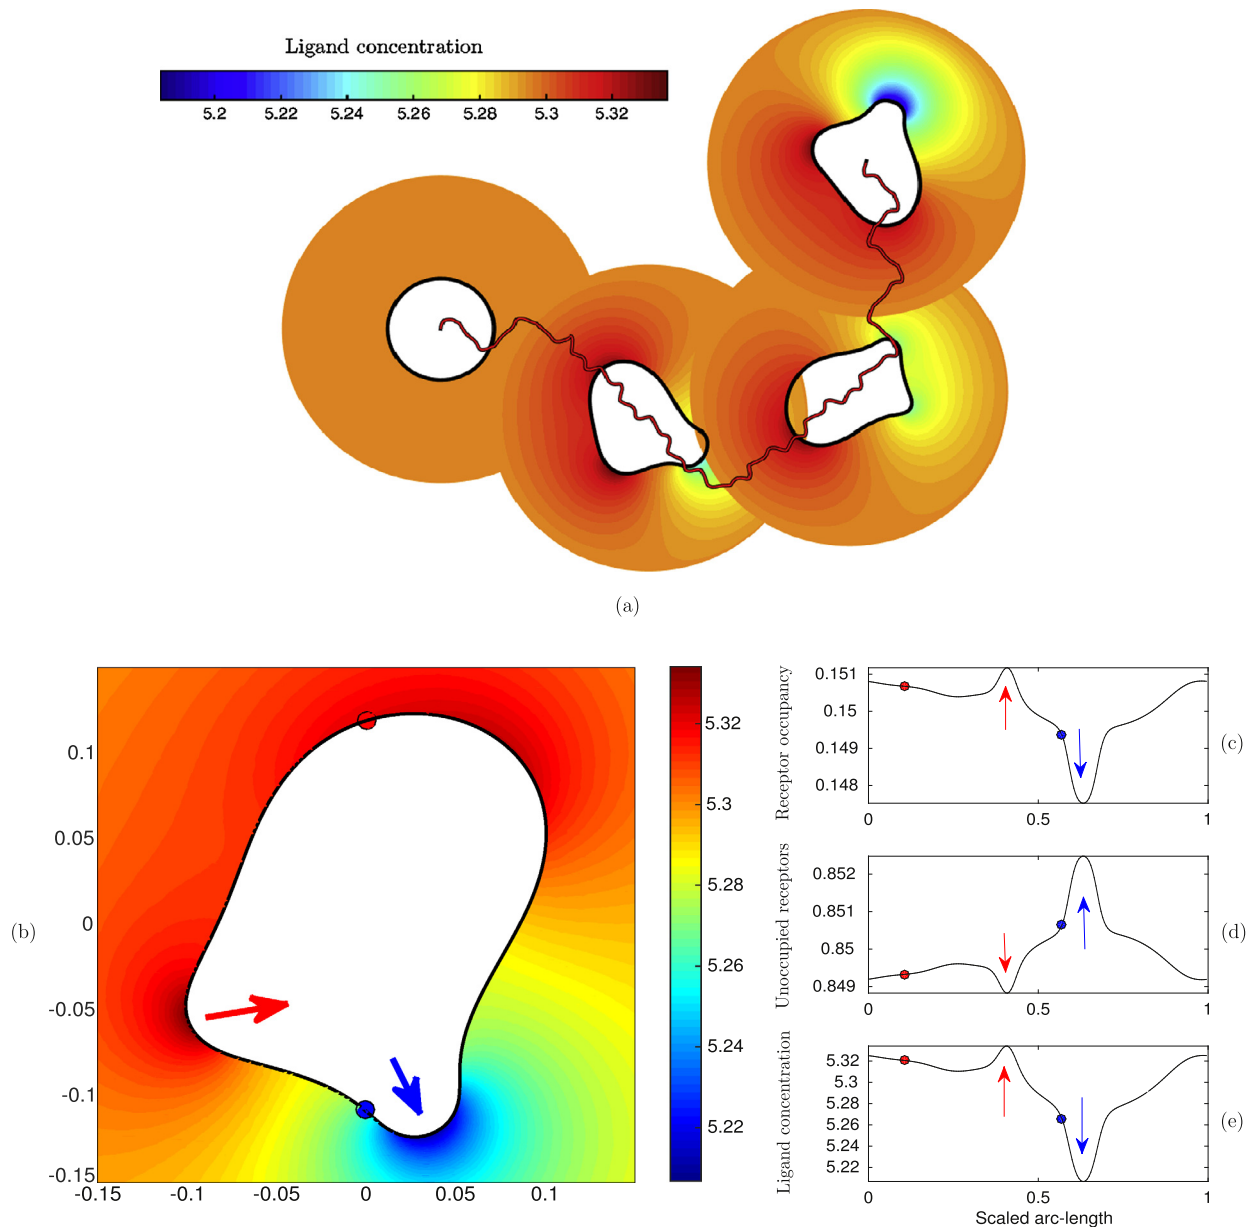 Ligand concentration
5.2 5.22 5.24 5.26 5.28 5.3 5.32
(a)
0.1
0.05
0
-0.05
-0.1
-0.15
-0.15 -0.1 -0.05 0 0.05 0.1
(b)
5.32
5.3
5.28
5.26
5.24
5.22
Receptor occupancy
0.151
0.15
0.149
0.148
0 0.5 1
(c)
Unoccupied receptors
0.852
0.851
0.85
0.849
0 0.5 1
(d)
Ligand concentration
5.32
5.3
5.28
5.26
5.24
5.22
0 0.5 1
Scaled arc-length
(e)